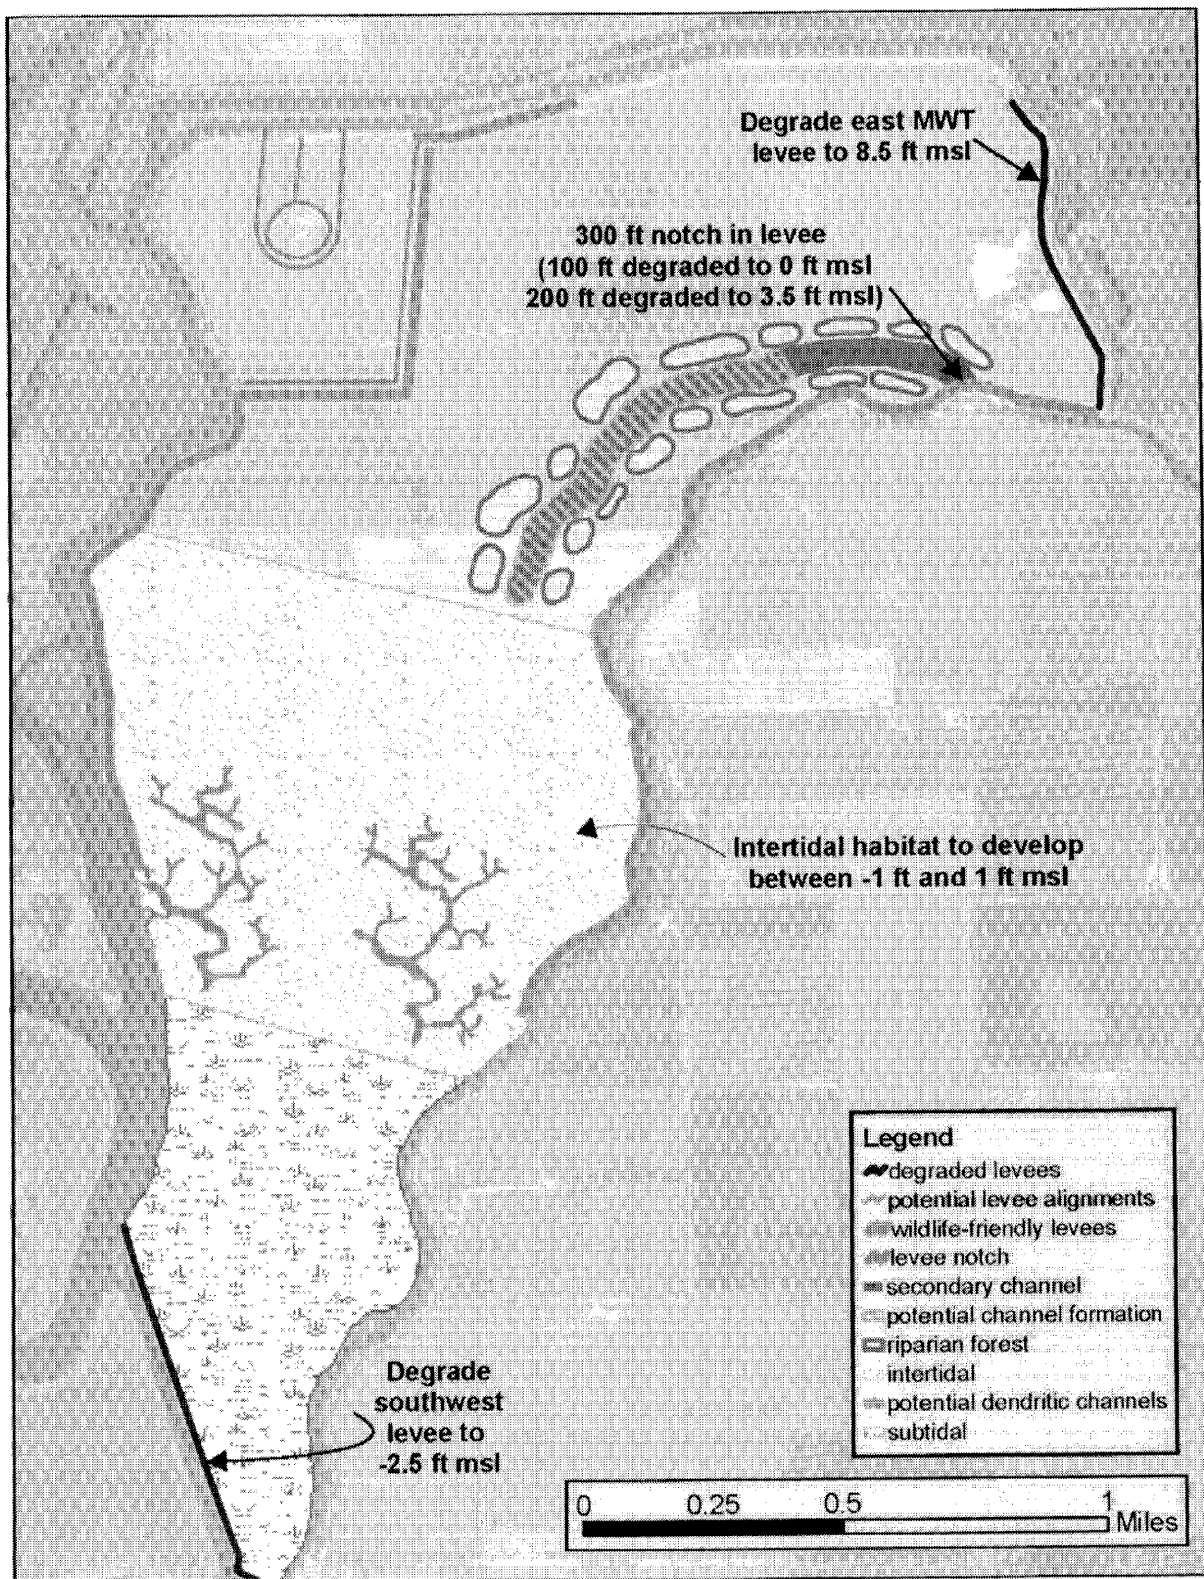 Degrade east MWT
levee to 8.5 ft msl
300 ft notch in levee
(100 ft degraded to 0 ft msl
200 ft degraded to 3.5 ft msl)
Intertidal habitat to develop
between -1 ft and 1 ft msl
Degrade
southwest
levee to
-2.5 ft msl
Legend
degraded levees
potential levee alignments
wildlife-friendly levees
levee notch
secondary channel
potential channel formation
riparian forest
intertidal
potential dendritic channels
subtidal
0 0.25 0.5 1
Miles